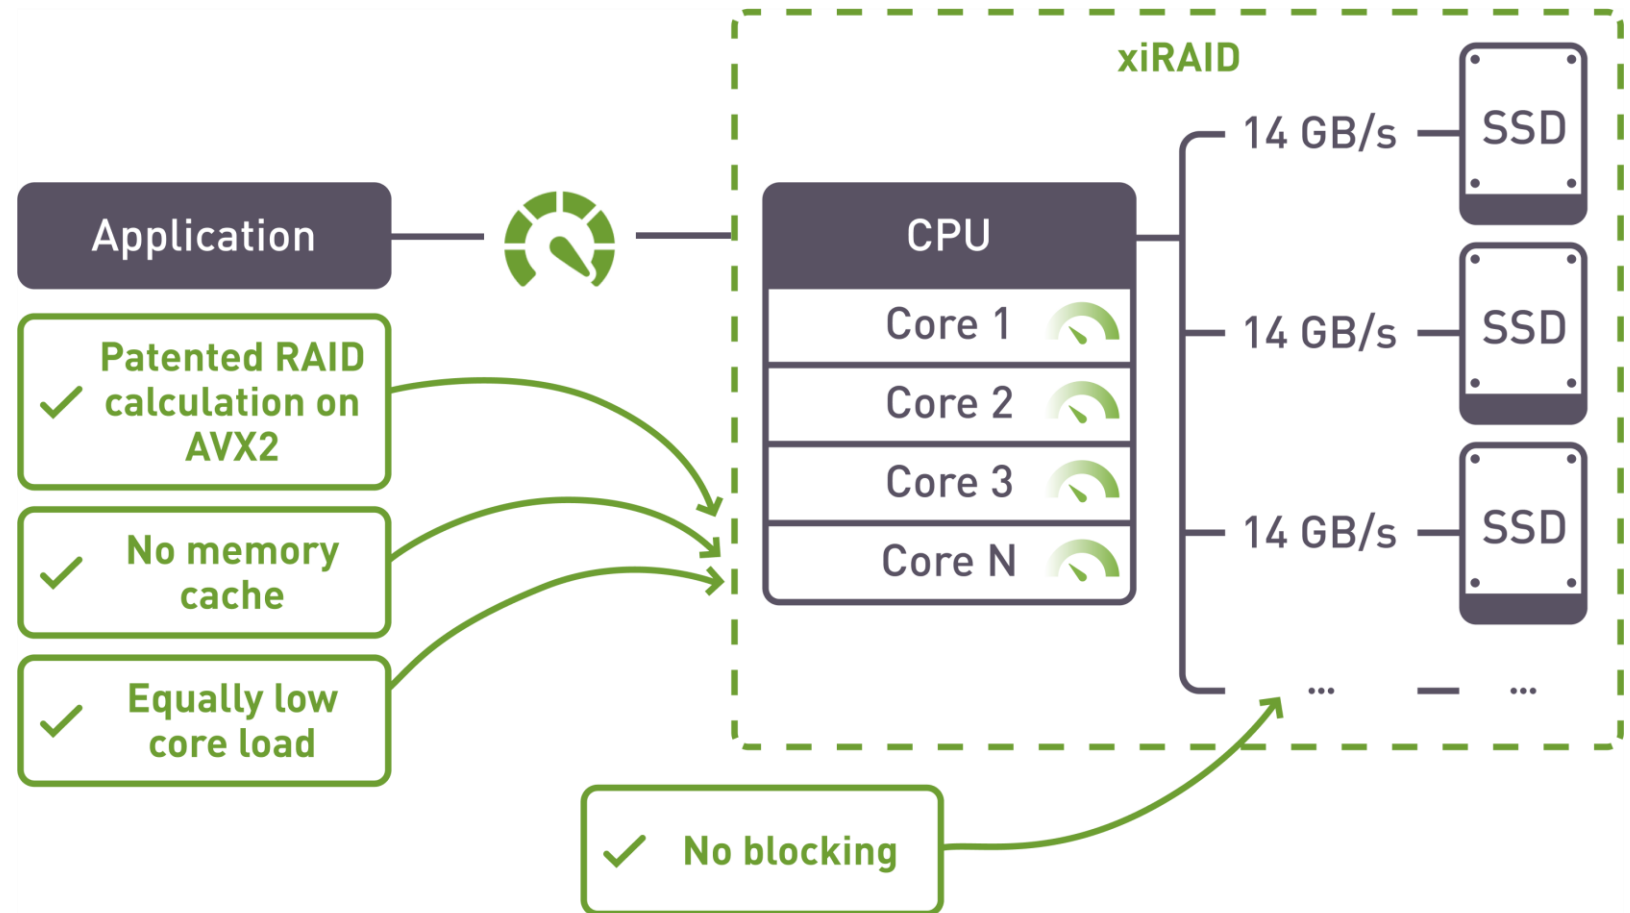 xiRAID
Application
CPU
Core 1
Core 2
Core 3
Core N
14 GB/s
SSD
14 GB/s
SSD
14 GB/s
SSD
...
...
Patented RAID
calculation on
AVX2
No memory
cache
Equally low
core load
No blocking